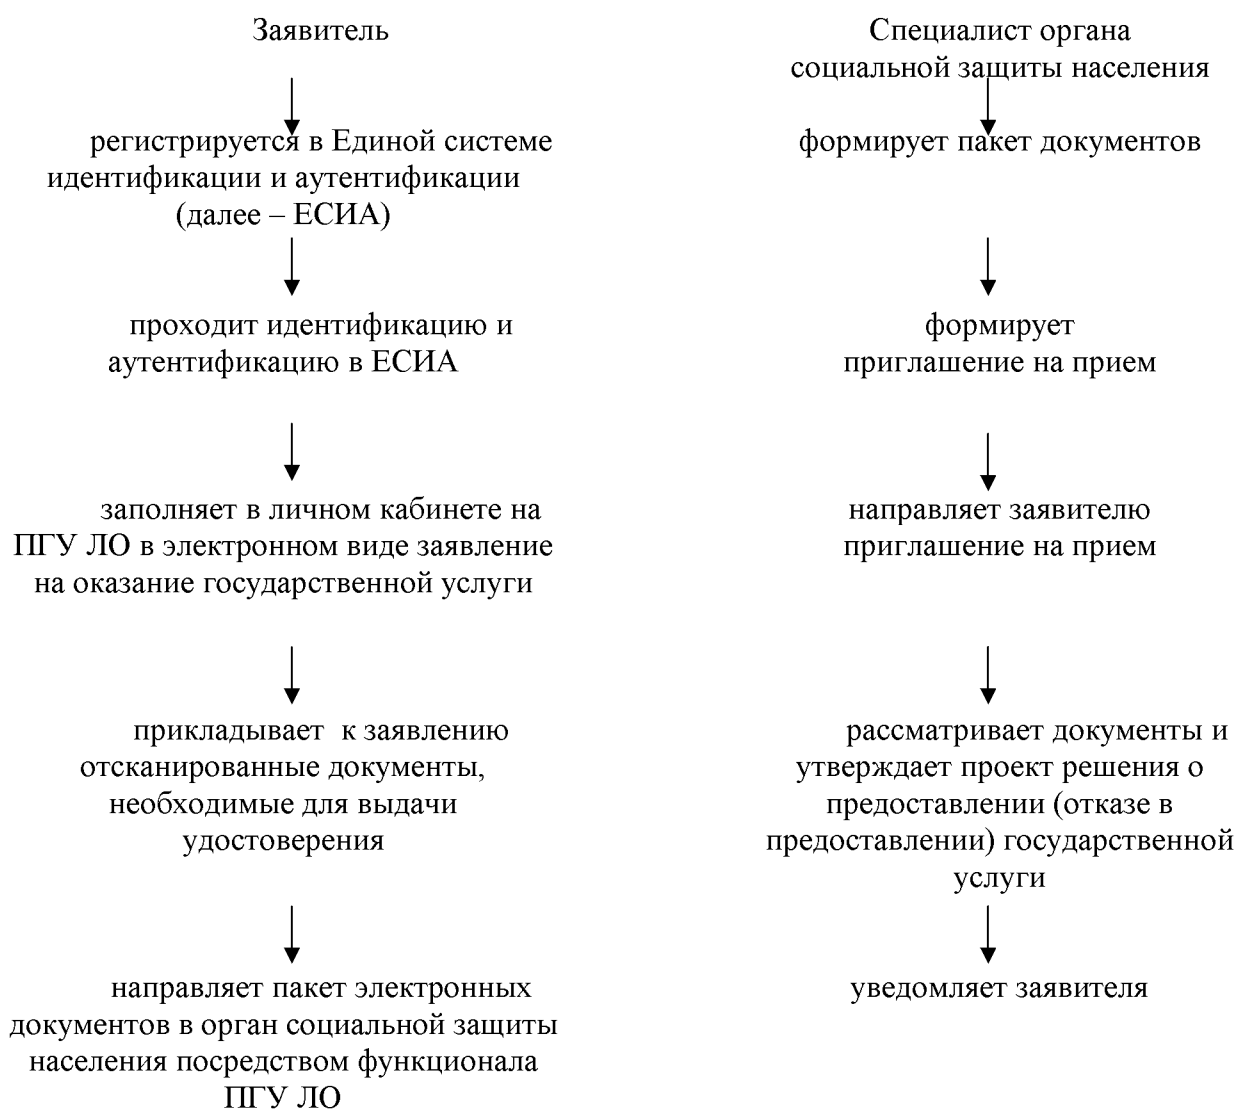 Заявитель
регистрируется в Единой системе
идентификации и аутентификации
(далее – ЕСИА)
проходит идентификацию и
аутентификацию в ЕСИА
заполняет в личном кабинете на
ПГУ ЛО в электронном виде заявление
на оказание государственной услуги
прикладывает к заявлению
отсканированные документы,
необходимые для выдачи
удостоверения
направляет пакет электронных
документов в орган социальной защиты
населения посредством функционала
ПГУ ЛО
Специалист органа
социальной защиты населения
формирует пакет документов
формирует
приглашение на прием
направляет заявителю
приглашение на прием
рассматривает документы и
утверждает проект решения о
предоставлении (отказе в
предоставлении) государственной
услуги
уведомляет заявителя